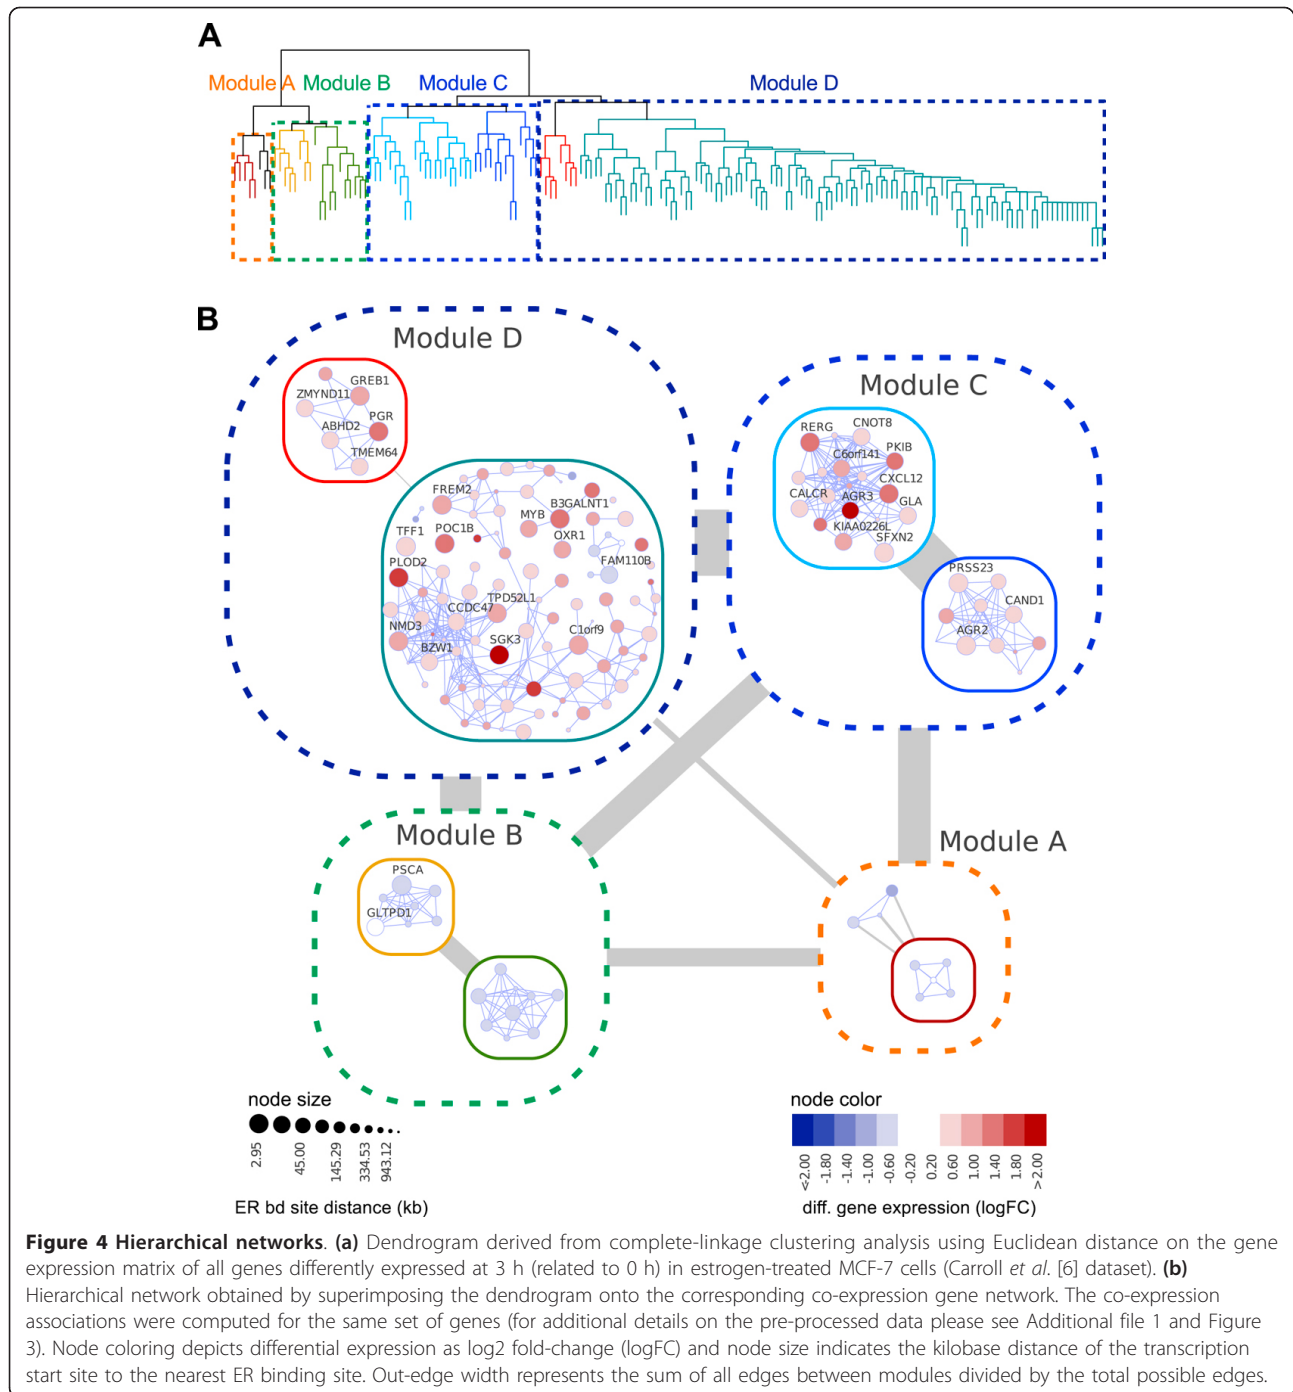 A
Module A
Module B
Module C
Module D
B
Module D
GREB1
ZMYND11
PGR
ABHD2
TMEM64
FREM2
B3GALNT1
MYB
TFF1
POC1B
OXR1
PLOD2
FAM110B
TPD52L1
CCDC47
NMD3
SGK3
C1orf9
BZW1
Module C
RERG
CNOT8
PKIB
C6orf141
CXCL12
CALCR
AGR3
GLA
KIAA0226L
SFXN2
PRSS23
CAND1
AGR2
Module B
PSCA
GLTPD1
Module A
node size
2.95
45.00
145.29
334.53
943.12
ER bd site distance (kb)
node color
<2.00
-1.80
-1.40
-1.00
-0.60
-0.20
0.20
0.60
1.00
1.40
1.80
>2.00
diff. gene expression (logFC)
Figure 4 Hierarchical networks. (a) Dendrogram derived from complete-linkage clustering analysis using Euclidean distance on the gene
expression matrix of all genes differently expressed at 3 h (related to 0 h) in estrogen-treated MCF-7 cells (Carroll et al. [6] dataset). (b)
Hierarchical network obtained by superimposing the dendrogram onto the corresponding co-expression gene network. The co-expression
associations were computed for the same set of genes (for additional details on the pre-processed data please see Additional file 1 and Figure
3). Node coloring depicts differential expression as log2 fold-change (logFC) and node size indicates the kilobase distance of the transcription
start site to the nearest ER binding site. Out-edge width represents the sum of all edges between modules divided by the total possible edges.